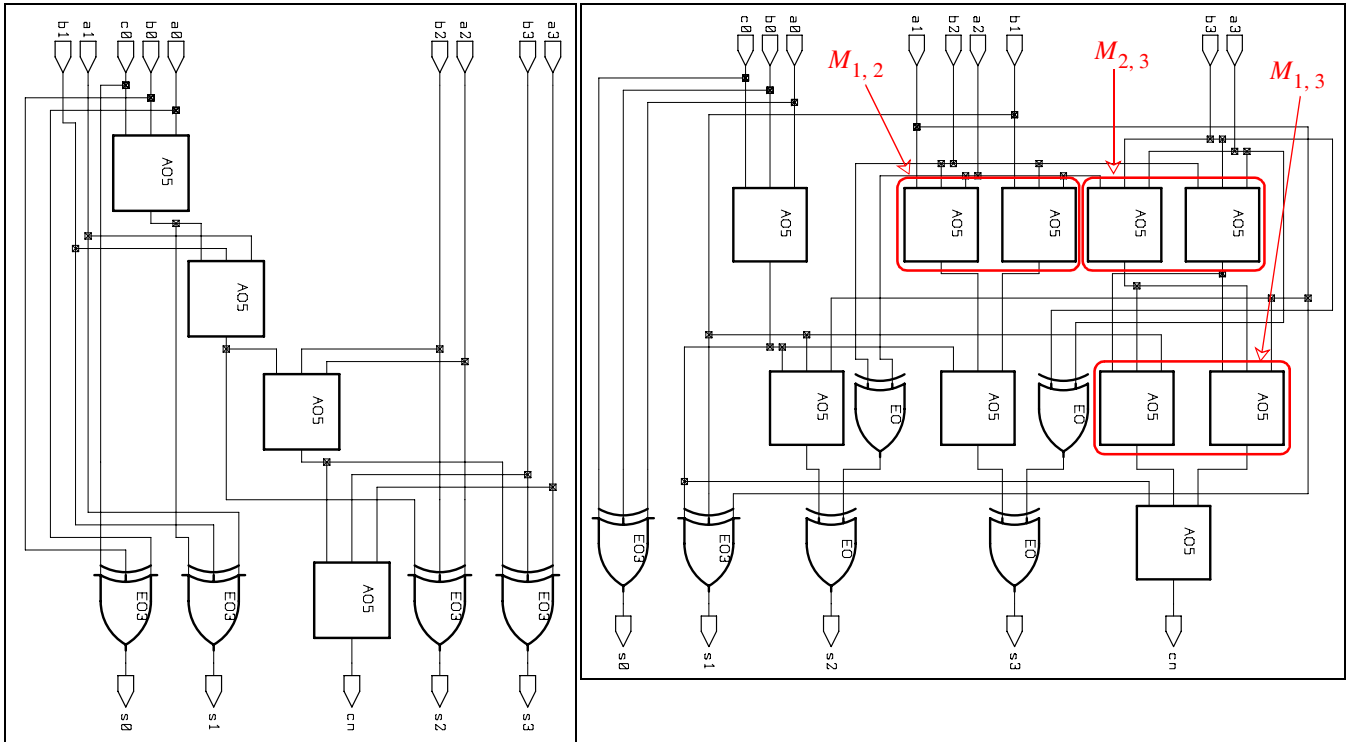 b1 a1 c0 b0 a0 b2 a2 b3 a3
AO5
AO5
AO5
AO5
EO3 EO3 EO3 EO3
s0 s1 cn s2 s3
c0 b0 a0 a1 b2 a2 b1 b3 a3
M1, 2 M2, 3 M1, 3
AO5 AO5 AO5 AO5 AO5
AO5 EO AO5 EO AO5 AO5
EO3 EO3 EO EO AO5
s0 s1 s2 s3 cn